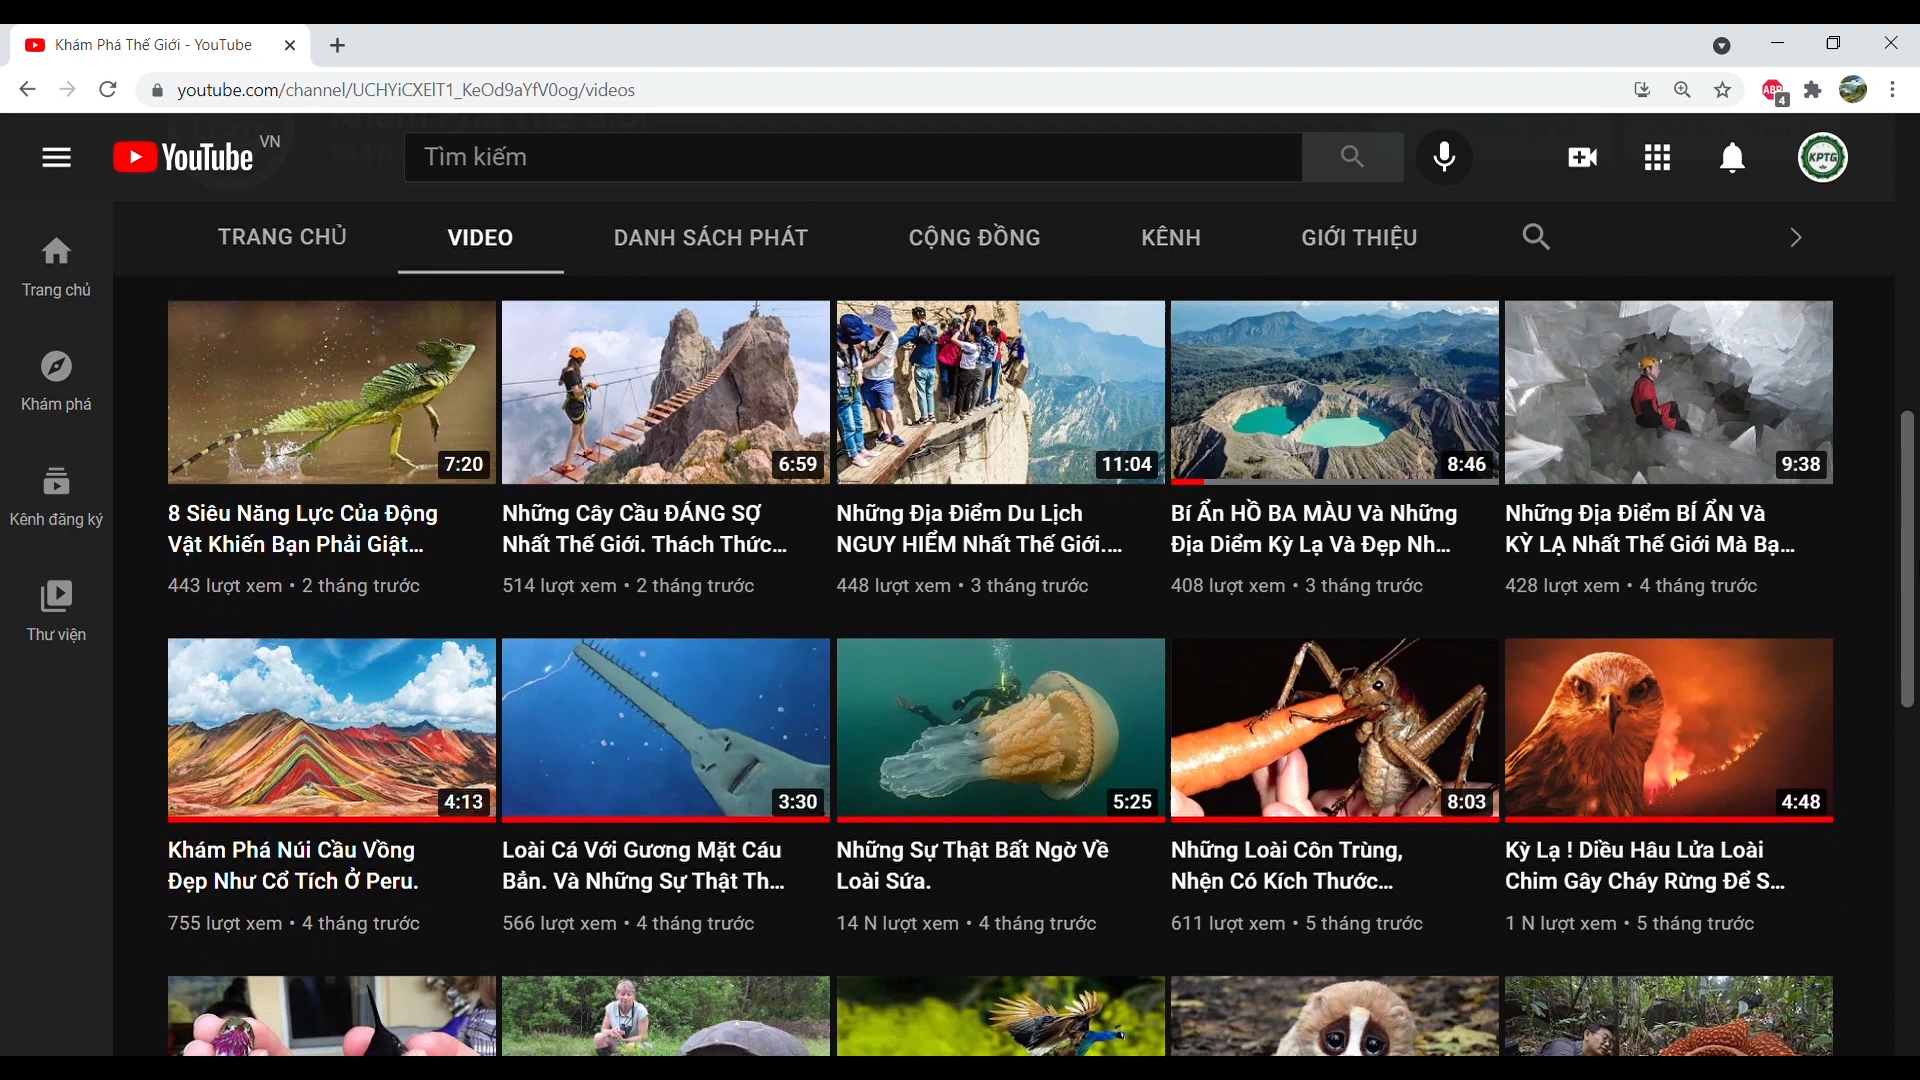 Khám Phá Thế Giới - YouTube
youtube.com/channel/UCHYiCXElT1_KeOd9aYfV0og/videos
ABP
4
YouTube VN
Tìm kiếm
KPTG
TRANG CHỦ
VIDEO
DANH SÁCH PHÁT
CỘNG ĐỒNG
KÊNH
GIỚI THIỆU
Trang chủ
Khám phá
Kênh đăng ký
Thư viện
7:20
8 Siêu Năng Lực Của Động
Vật Khiến Bạn Phải Giật...
443 lượt xem • 2 tháng trước
6:59
Những Cây Cầu ĐÁNG SỢ
Nhất Thế Giới. Thách Thức...
514 lượt xem • 2 tháng trước
11:04
Những Địa Điểm Du Lịch
NGUY HIỂM Nhất Thế Giới....
448 lượt xem • 3 tháng trước
8:46
Bí Ẩn HỒ BA MÀU Và Những
Địa Diểm Kỳ Lạ Và Đẹp Nh...
408 lượt xem • 3 tháng trước
9:38
Những Địa Điểm BÍ ẨN Và
KỲ LẠ Nhất Thế Giới Mà Bạ...
428 lượt xem • 4 tháng trước
4:13
Khám Phá Núi Cầu Vồng
Đẹp Như Cổ Tích Ở Peru.
755 lượt xem • 4 tháng trước
3:30
Loài Cá Với Gương Mặt Cáu
Bẳn. Và Những Sự Thật Th...
566 lượt xem • 4 tháng trước
5:25
Những Sự Thật Bất Ngờ Về
Loài Sứa.
14 N lượt xem • 4 tháng trước
8:03
Những Loài Côn Trùng,
Nhện Có Kích Thước...
611 lượt xem • 5 tháng trước
4:48
Kỳ Lạ ! Diều Hâu Lửa Loài
Chim Gây Cháy Rừng Để S...
1 N lượt xem • 5 tháng trước